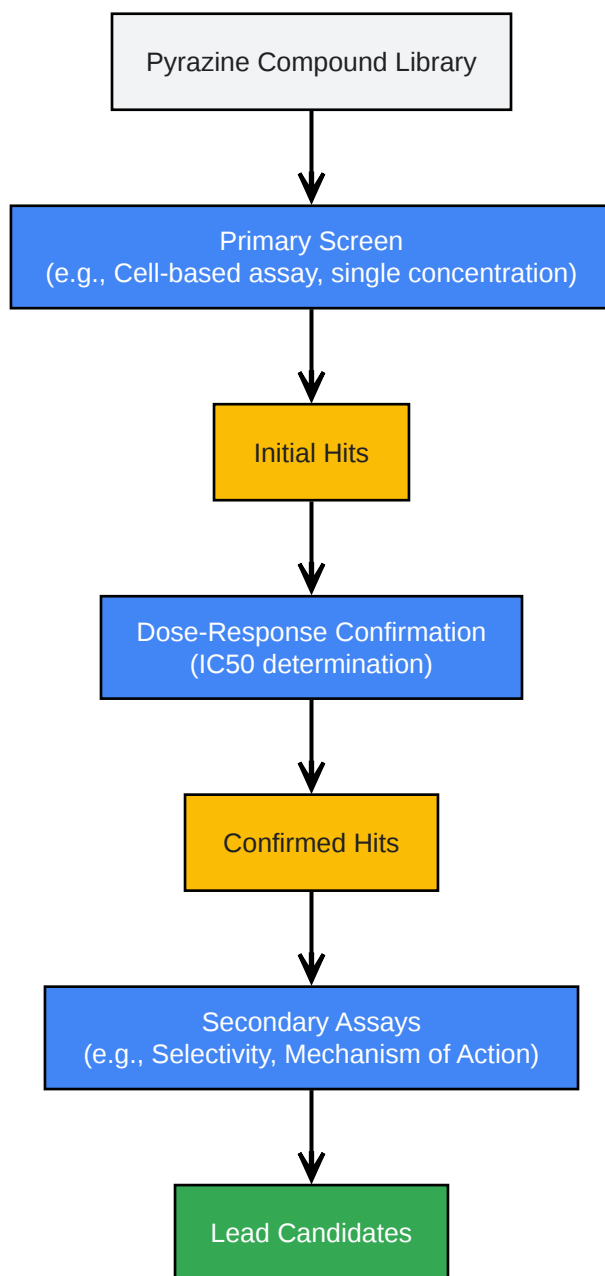 Pyrazine Compound Library
Primary Screen
(e.g., Cell-based assay, single concentration)
Initial Hits
Dose-Response Confirmation
(IC50 determination)
Confirmed Hits
Secondary Assays
(e.g., Selectivity, Mechanism of Action)
Lead Candidates